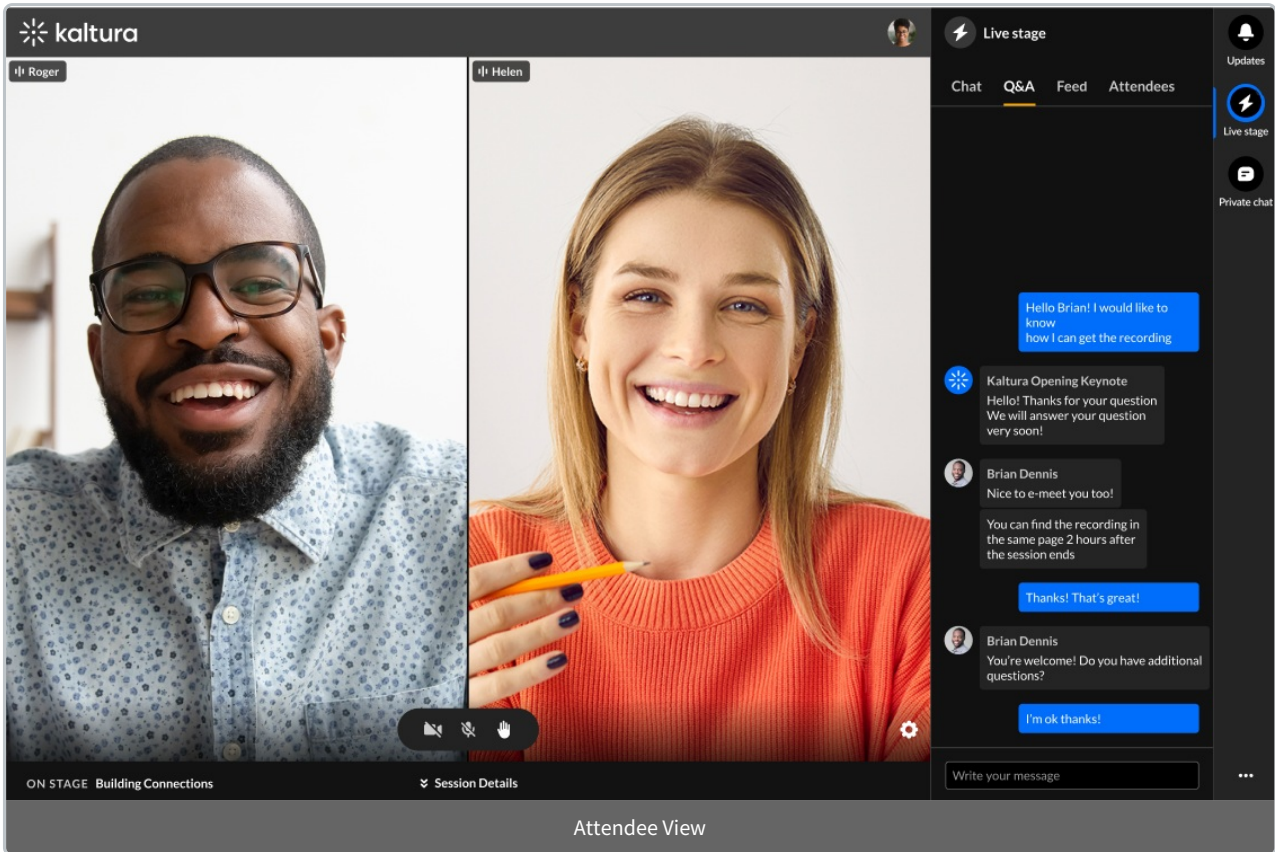 kaltura
Roger
Helen
ON STAGE Building Connections
Session Details
Live stage
Chat Q&A Feed Attendees
Hello Brian! I would like to
know
how I can get the recording
Kaltura Opening Keynote
Hello! Thanks for your question
We will answer your question
very soon!
Brian Dennis
Nice to e-meet you too!
You can find the recording in
the same page 2 hours after
the session ends
Thanks! That's great!
Brian Dennis
You're welcome! Do you have additional
questions?
I'm ok thanks!
Write your message
Updates
Live stage
Private chat
Attendee View